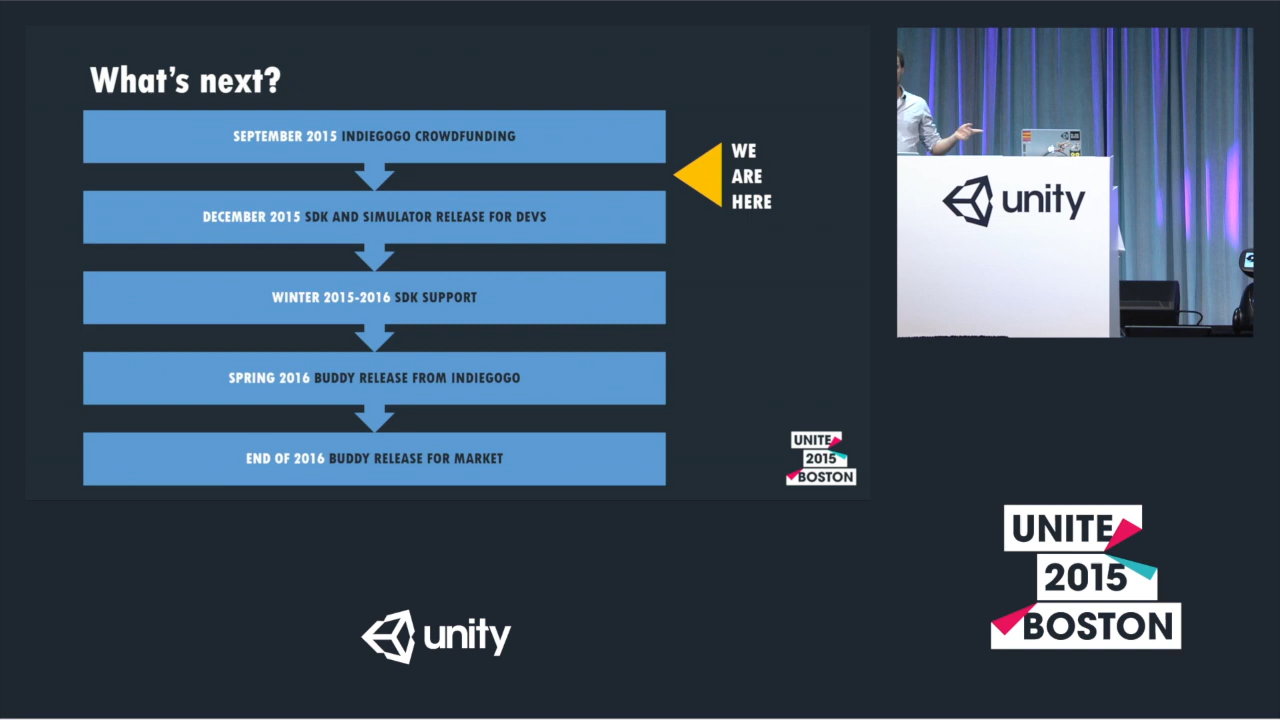 What's next?
SEPTEMBER 2015 INDIEGOGO CROWDFUNDING
DECEMBER 2015 SDK AND SIMULATOR RELEASE FOR DEVS
WINTER 2015-2016 SDK SUPPORT
SPRING 2016 BUDDY RELEASE FROM INDIEGOGO
END OF 2016 BUDDY RELEASE FOR MARKET
WE
ARE
HERE
UNITE
2015
BOSTON
unity
UNITE
2015
BOSTON
unity